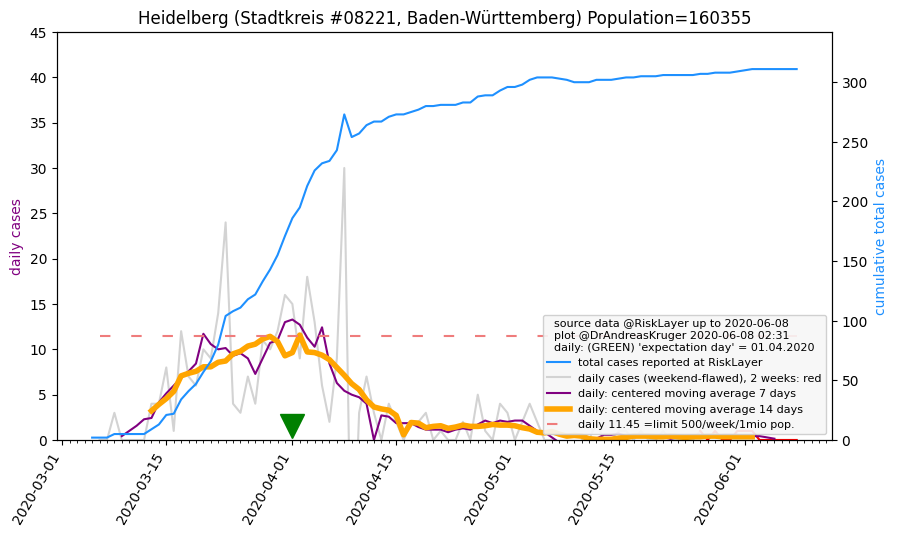 Heidelberg (Stadtkreis #08221, Baden-Württemberg) Population=160355
45
40
35
30
25
20
15
10
5
0
daily cases
300
250
200
150
100
50
0
cumulative total cases
source data @RiskLayer up to 2020-06-08
plot @DrAndreasKruger 2020-06-08 02:31
daily: (GREEN) 'expectation day' = 01.04.2020
total cases reported at RiskLayer
daily cases (weekend-flawed), 2 weeks: red
daily: centered moving average 7 days
daily: centered moving average 14 days
daily 11.45 =limit 500/week/1mio pop.
2020-03-01
2020-03-15
2020-04-01
2020-04-15
2020-05-01
2020-05-15
2020-06-01